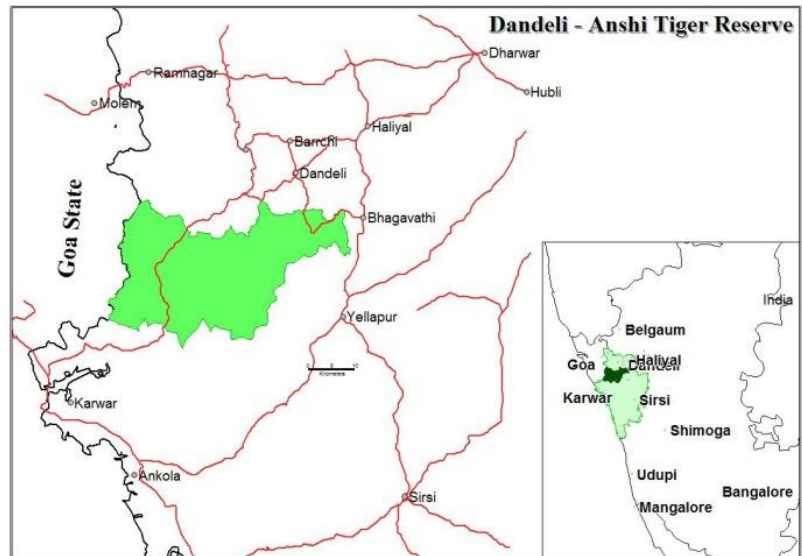 Dandeli - Anshi Tiger Reserve
Dharwar
Ramnagar
Hubli
Molem
Haliyal
Barrchi
Dandeli
Goa State
Bhagavathi
Yellapur
Kilometers
Karwar
Ankola
Sirsi
India
Belgaum
Goa
Haliyal
Dandeli
Karwar
Sirsi
Shimoga
Udupi
Bangalore
Mangalore